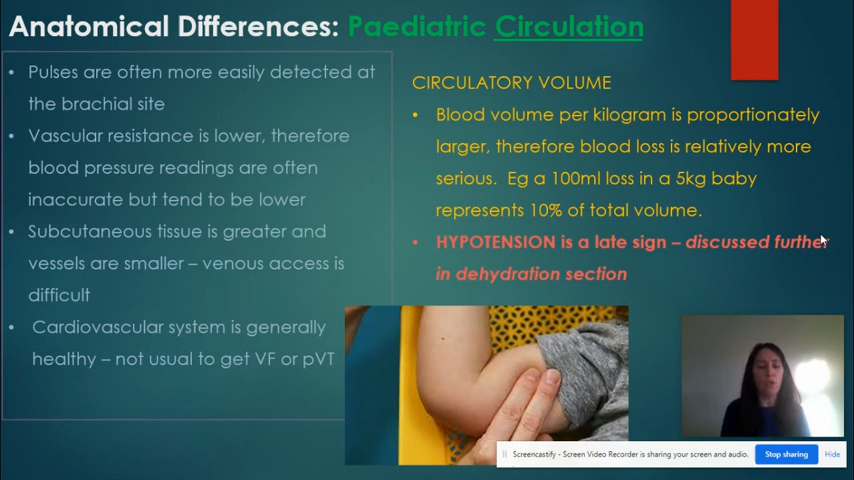 Anatomical Differences: Paediatric Circulation
• Pulses are often more easily detected at
the brachial site
• Vascular resistance is lower, therefore
blood pressure readings are often
inaccurate but tend to be lower
• Subcutaneous tissue is greater and
vessels are smaller – venous access is
difficult
• Cardiovascular system is generally
healthy – not usual to get VF or pVT
CIRCULATORY VOLUME
• Blood volume per kilogram is proportionately
larger, therefore blood loss is relatively more
serious. Eg a 100ml loss in a 5kg baby
represents 10% of total volume.
• HYPOTENSION is a late sign – discussed further
in dehydration section
Screencastify - Screen Video Recorder is sharing your screen and audio.
Stop sharing
Hide